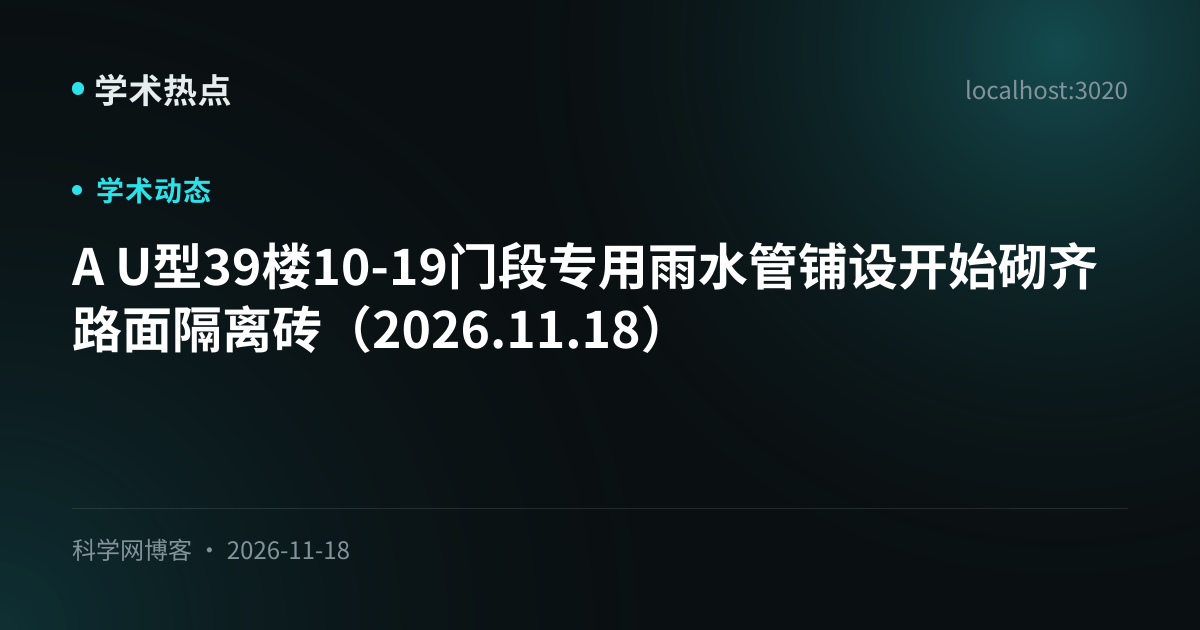 学术热点
localhost:3020
学术动态
A U型39楼10-19门段专用雨水管铺设开始砌齐
路面隔离砖（2026.11.18）
科学网博客 · 2026-11-18